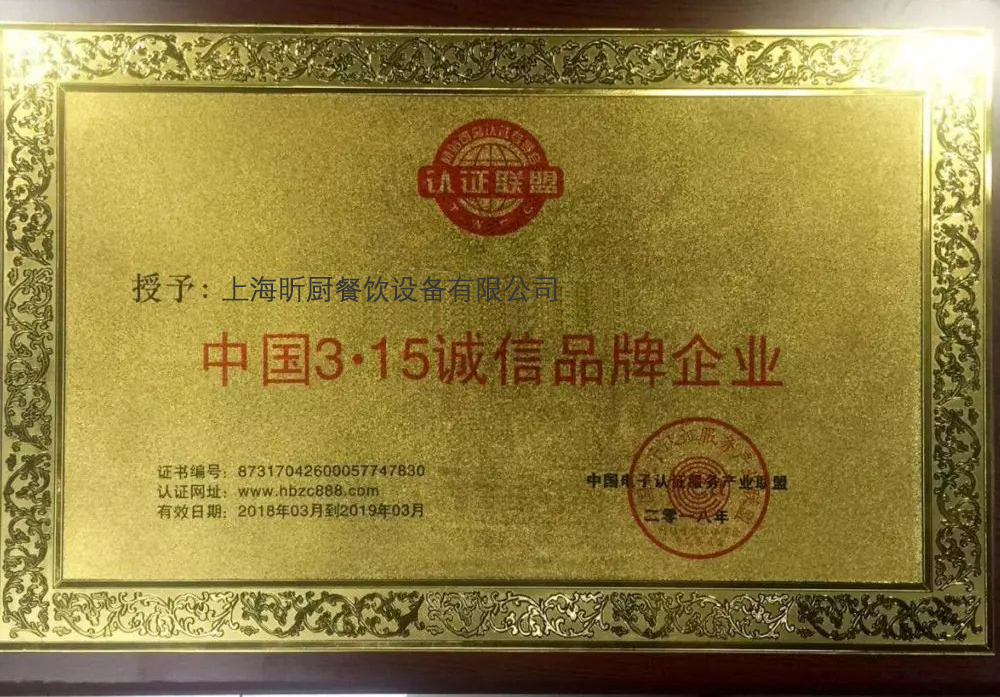 认证联盟
授予：上海昕厨餐饮设备有限公司
中国3·15诚信品牌企业
证书编号：87317042600057747830
认证网址：www.hbzc888.com
有效日期：2018年03月到2019年03月
中国电子认证服务产业联盟
二零一八年